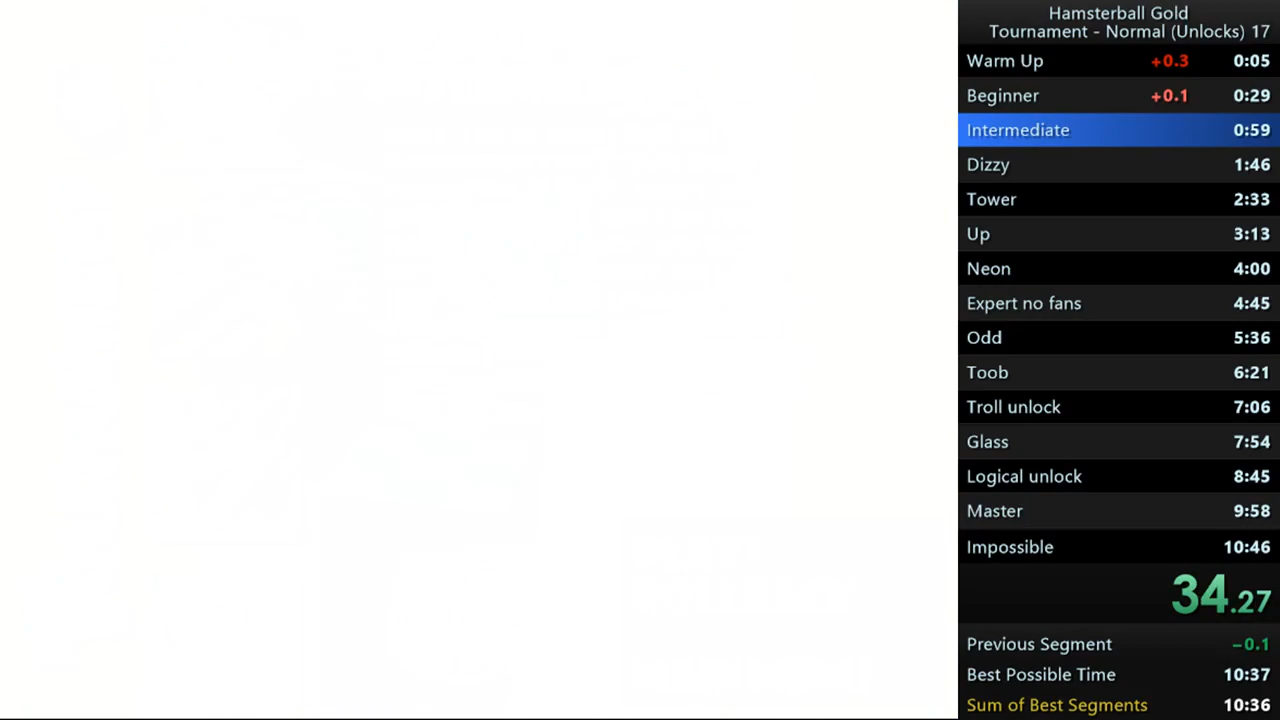 Hamsterball Gold
Tournament - Normal (Unlocks) 17
Warm Up +0.3 0:05
Beginner +0.1 0:29
Intermediate 0:59
Dizzy 1:46
Tower 2:33
Up 3:13
Neon 4:00
Expert no fans 4:45
Odd 5:36
Toob 6:21
Troll unlock 7:06
Glass 7:54
Logical unlock 8:45
Master 9:58
Impossible 10:46
34.27
Previous Segment −0.1
Best Possible Time 10:37
Sum of Best Segments 10:36